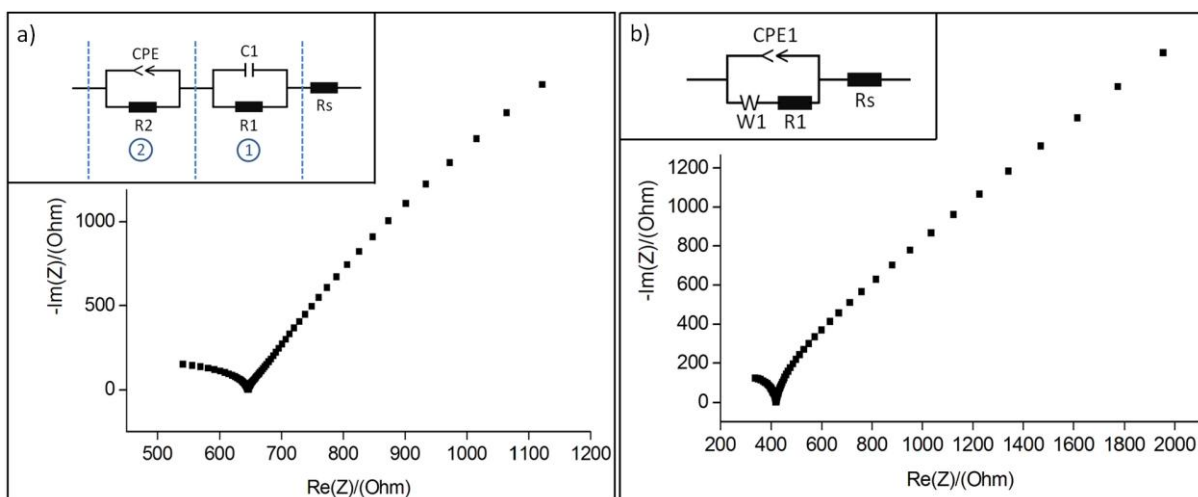 a)
CPE C1
Rs
R2 R1
2 1
-Im(Z)/(Ohm)
1000
500
0
500 600 700 800 900 1000 1100 1200
Re(Z)/(Ohm)
b)
CPE1
W1 R1 Rs
-Im(Z)/(Ohm)
1200
1000
800
600
400
200
0
200 400 600 800 1000 1200 1400 1600 1800 2000
Re(Z)/(Ohm)